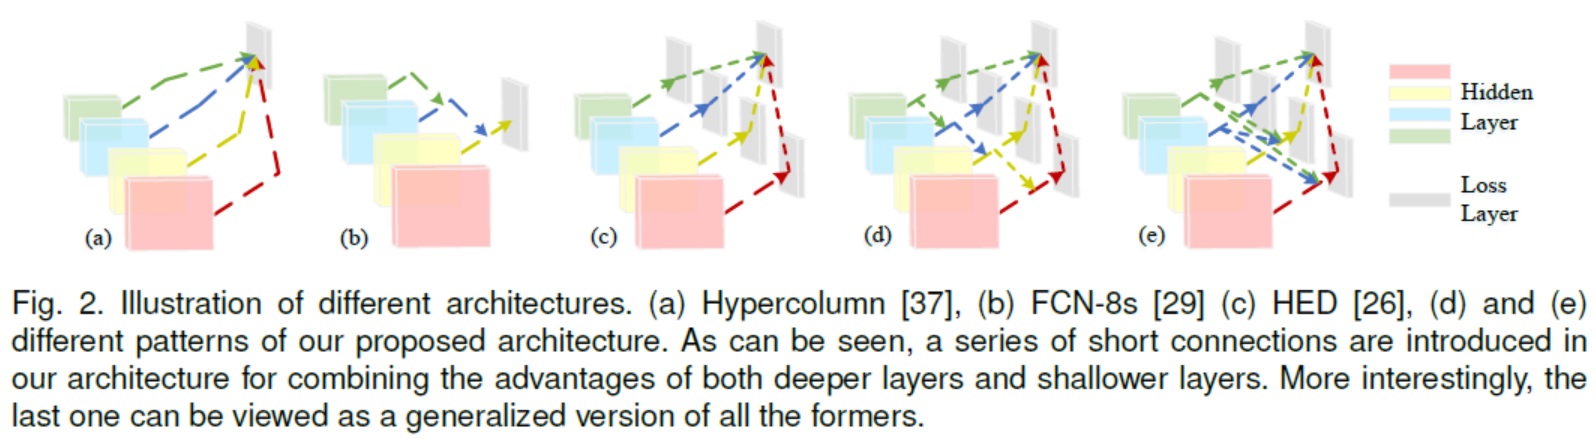 (a)
(b)
(c)
(d)
(e)
Hidden
Layer
Loss
Layer
Fig. 2. Illustration of different architectures. (a) Hypercolumn [37], (b) FCN-8s [29] (c) HED [26], (d) and (e)
different patterns of our proposed architecture. As can be seen, a series of short connections are introduced in
our architecture for combining the advantages of both deeper layers and shallower layers. More interestingly, the
last one can be viewed as a generalized version of all the formers.